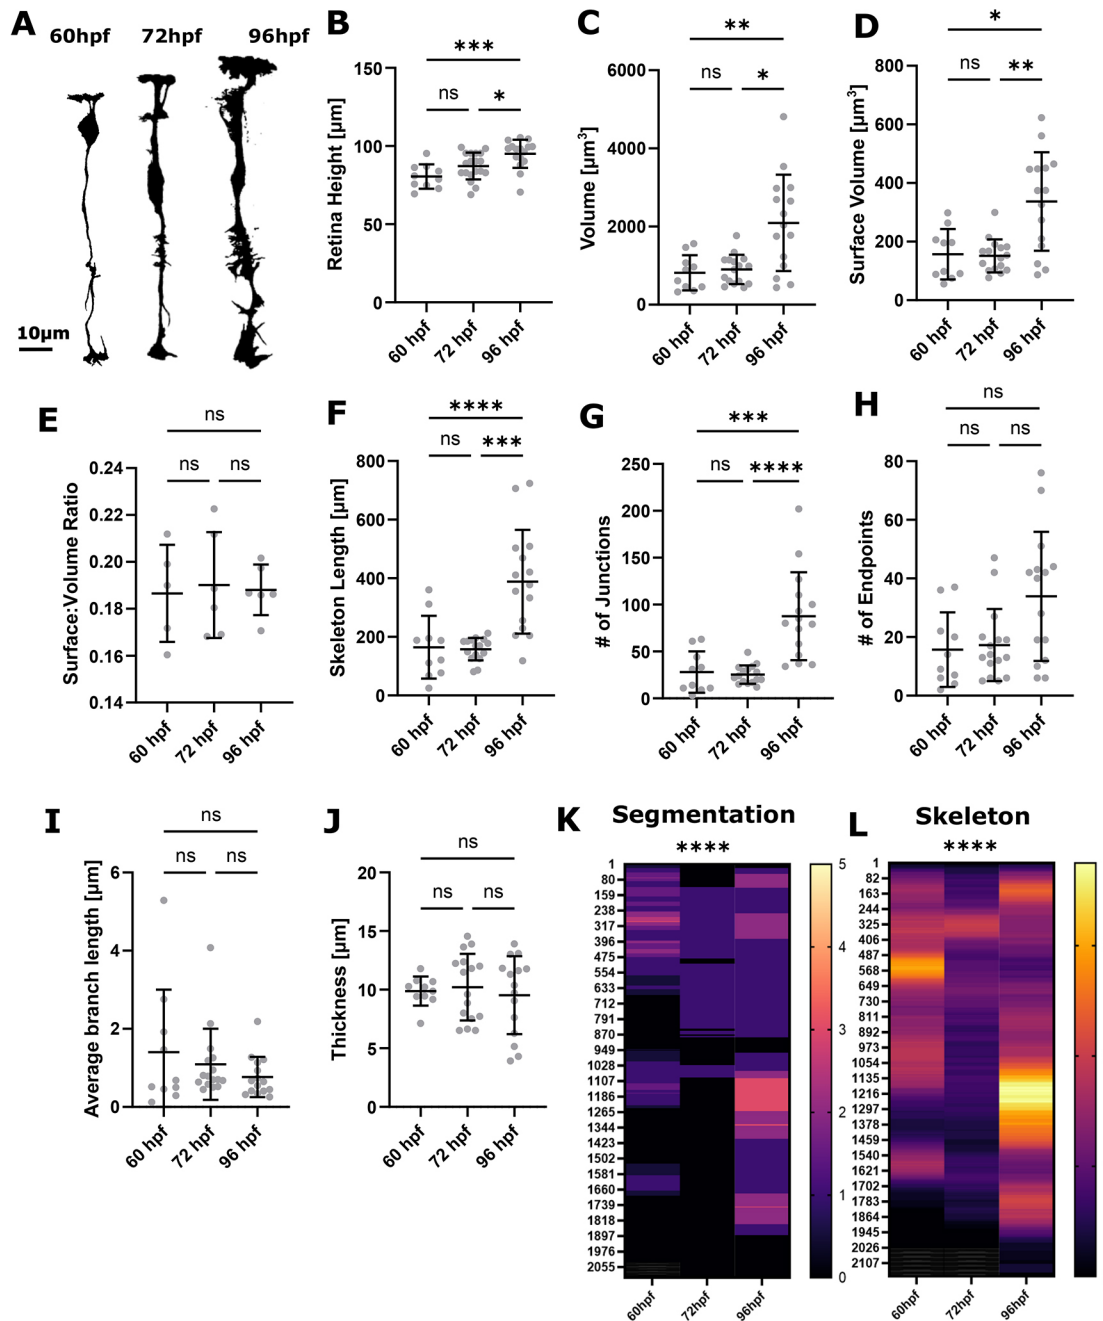 A
60hpf 72hpf 96hpf
10µm
B
***
ns *
Retina Height [µm]
150
100
50
0
60 hpf
72 hpf
96 hpf
C
**
ns *
Volume [µm³]
6000
4000
2000
0
60 hpf
72 hpf
96 hpf
D
*
ns **
Surface Volume [µm³]
800
600
400
200
0
60 hpf
72 hpf
96 hpf
E
ns
ns ns
Surface:Volume Ratio
0.24
0.22
0.20
0.18
0.16
0.14
60 hpf
72 hpf
96 hpf
F
****
ns ***
Skeleton Length [µm]
800
600
400
200
0
60 hpf
72 hpf
96 hpf
G
***
ns ****
# of Junctions
250
200
150
100
50
0
60 hpf
72 hpf
96 hpf
H
ns
ns ns
# of Endpoints
80
60
40
20
0
60 hpf
72 hpf
96 hpf
I
ns
ns ns
Average branch length [µm]
6
4
2
0
60 hpf
72 hpf
96 hpf
J
ns
ns ns
Thickness [µm]
20
15
10
5
0
60 hpf
72 hpf
96 hpf
K
Segmentation
****
1
80
159
238
317
396
475
554
633
712
791
870
949
1028
1107
1186
1265
1344
1423
1502
1581
1660
1739
1818
1897
1976
2055
60hpf
72hpf
96hpf
5
4
3
2
1
0
L
Skeleton
****
1
82
163
244
325
406
487
568
649
730
811
892
973
1054
1135
1216
1297
1378
1459
1540
1621
1702
1783
1864
1945
2026
2107
60hpf
72hpf
96hpf